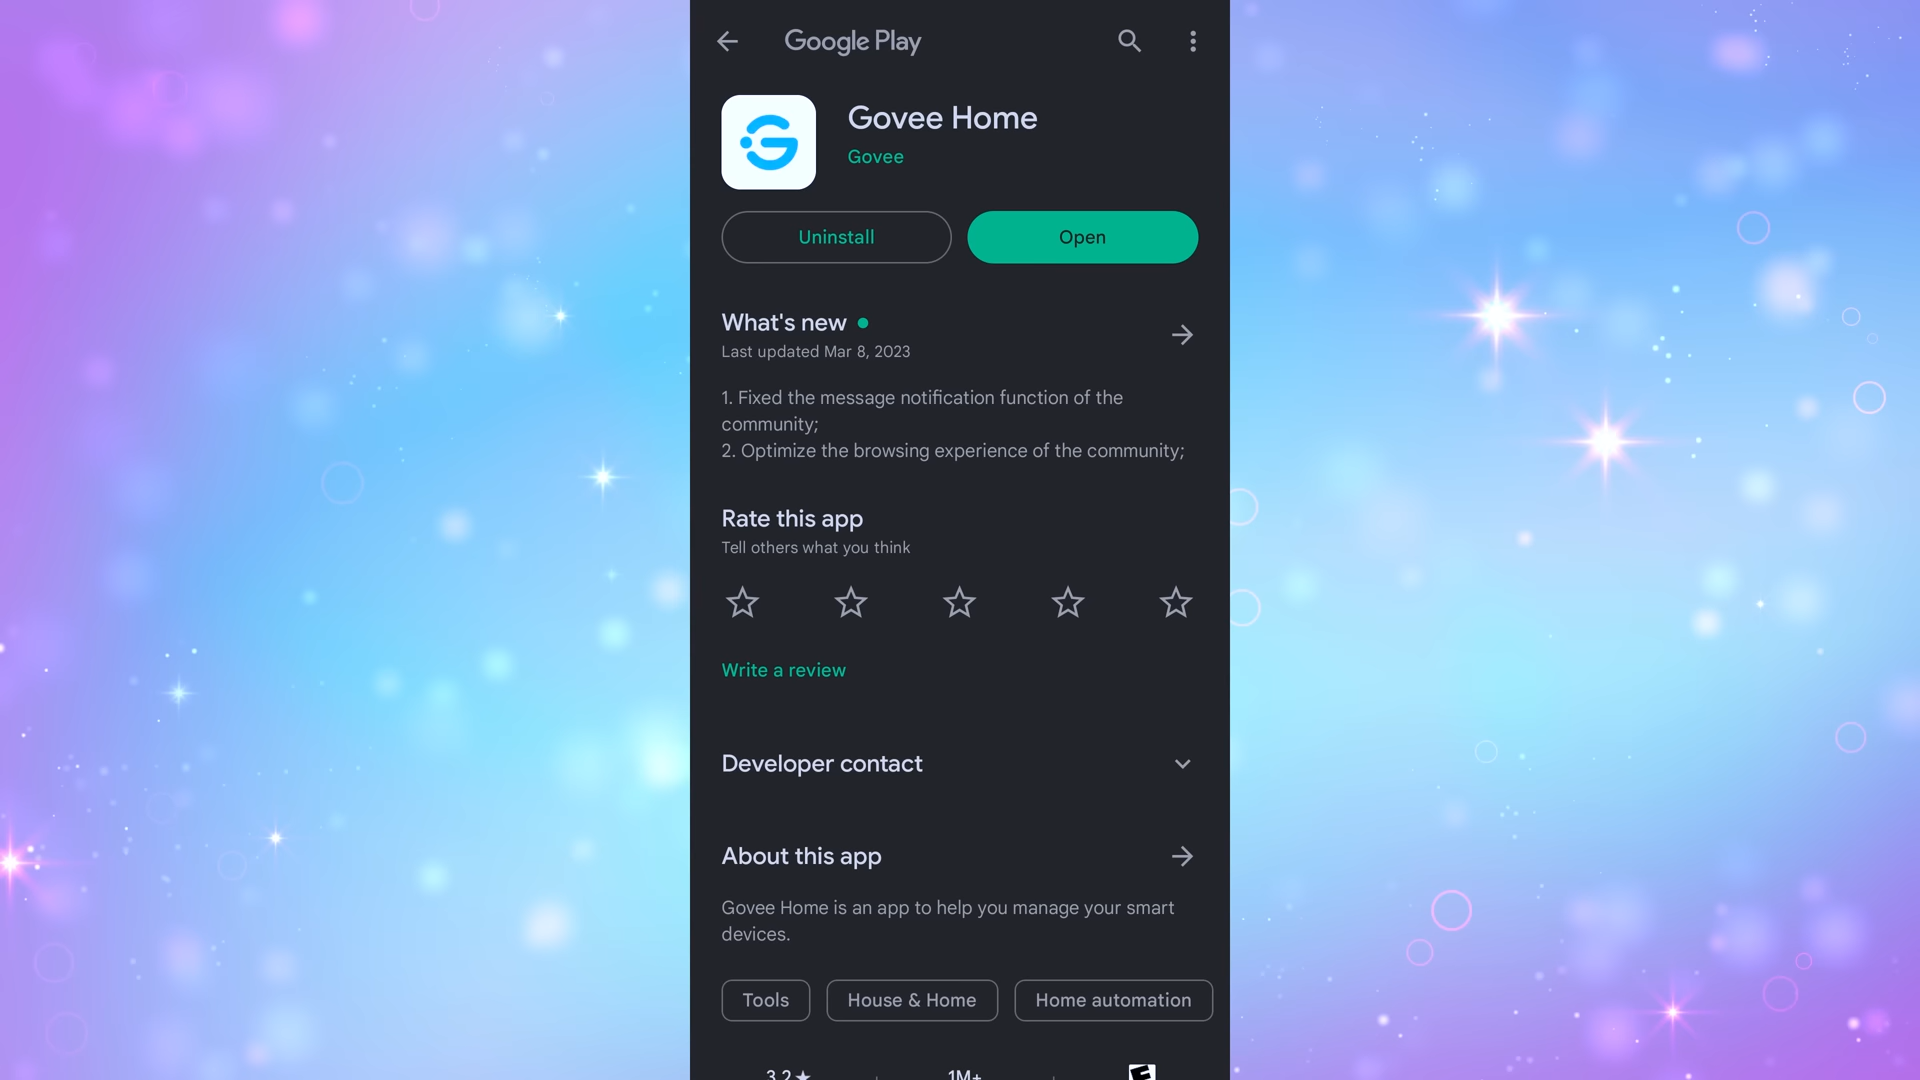 Google Play
Govee Home
Govee
Uninstall
Open
What's new
Last updated Mar 8, 2023
1. Fixed the message notification function of the
community;
2. Optimize the browsing experience of the community;
Rate this app
Tell others what you think
Write a review
Developer contact
About this app
Govee Home is an app to help you manage your smart
devices.
Tools
House & Home
Home automation
3.2★
1M+
E